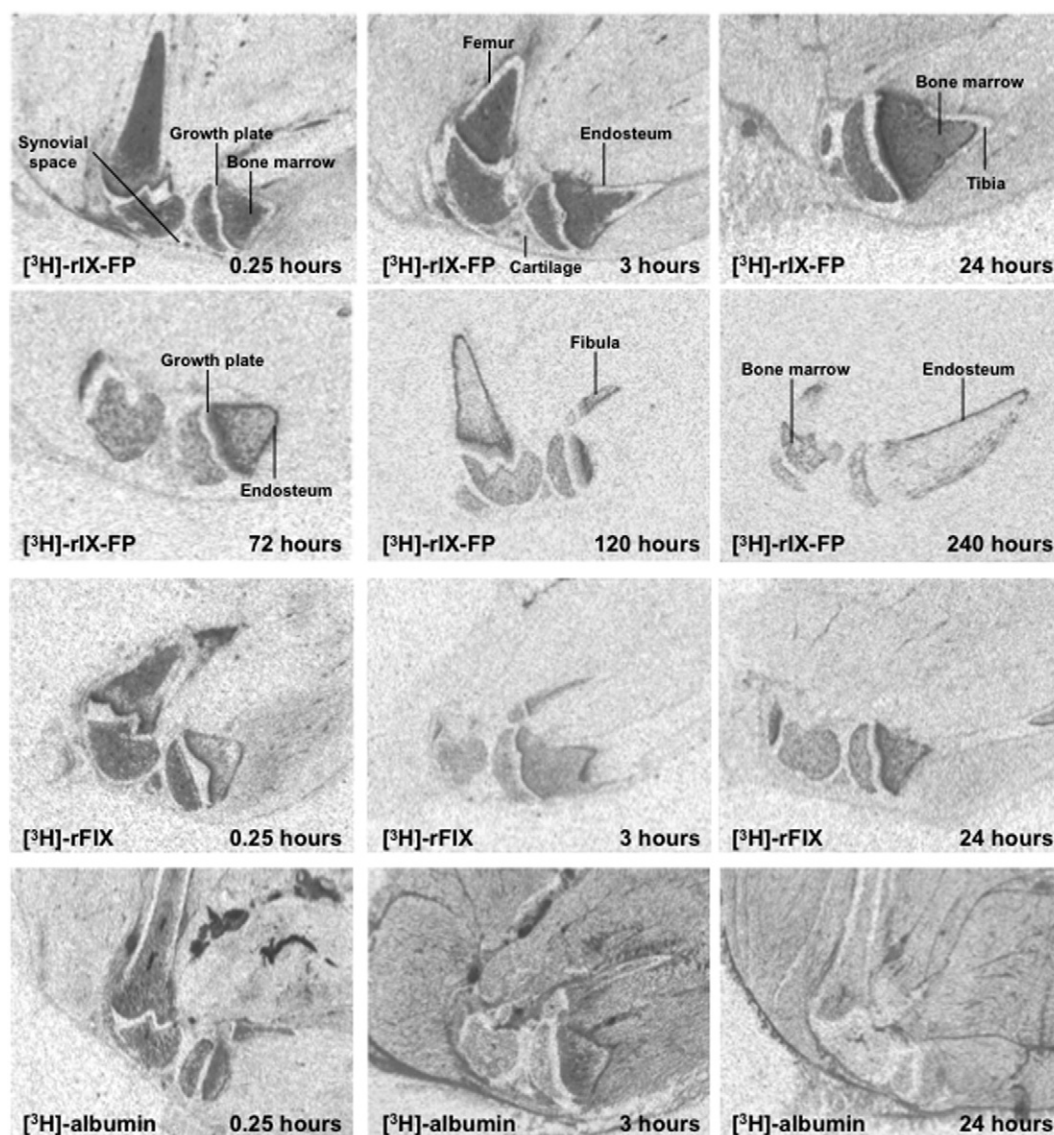 Synovial
space
Growth plate
Bone marrow
[³H]-rIX-FP 0.25 hours
Femur
Endosteum
Cartilage
[³H]-rIX-FP 3 hours
Bone marrow
Tibia
[³H]-rIX-FP 24 hours
Growth plate
Endosteum
[³H]-rIX-FP 72 hours
Fibula
[³H]-rIX-FP 120 hours
Bone marrow
Endosteum
[³H]-rIX-FP 240 hours
[³H]-rFIX 0.25 hours
[³H]-rFIX 3 hours
[³H]-rFIX 24 hours
[³H]-albumin 0.25 hours
[³H]-albumin 3 hours
[³H]-albumin 24 hours